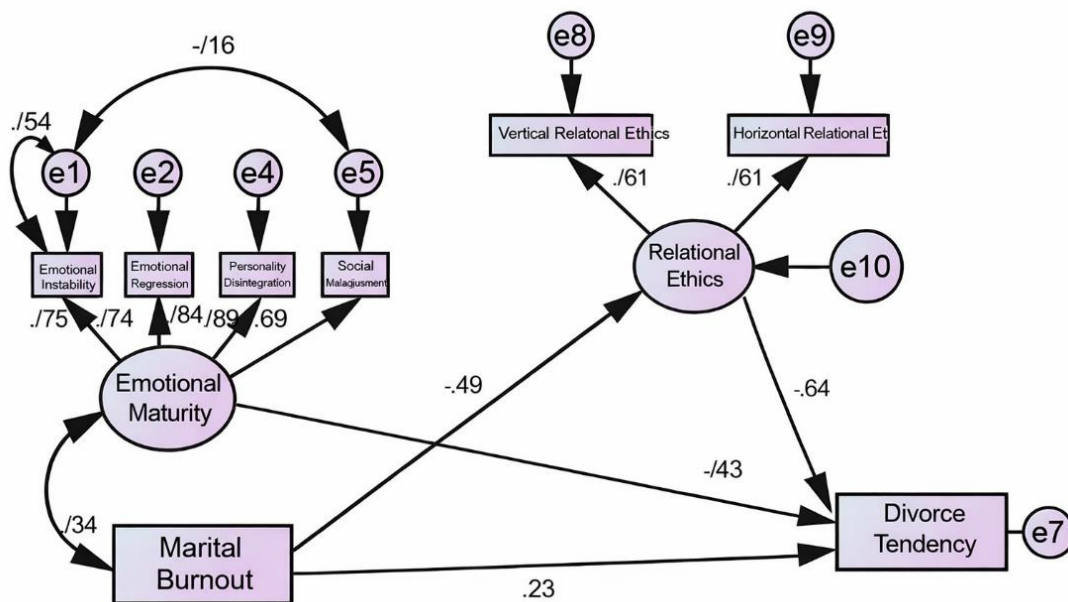 e8
e9
-/16
./54
Vertical Relatonal Ethics
Horizontal Relational Et
e1
e2
e4
e5
./61
./61
Emotional
Instability
Emotional
Regression
Personality
Disintegration
Social
Relational
Ethics
e10
./75
./74
./84
./89
.69
Emotional
Maturity
-.49
-.64
-/43
./34
Marital
Burnout
.23
Divorce
Tendency
e7